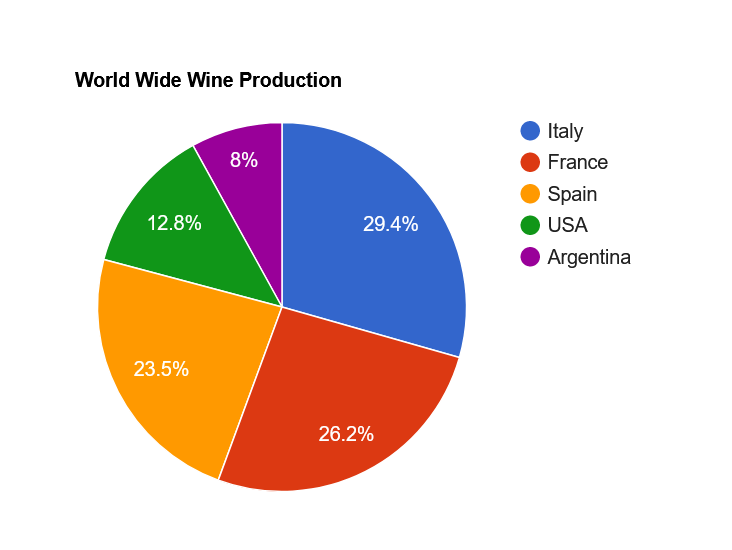 World Wide Wine Production
8%
29.4%
12.8%
23.5%
26.2%
Italy
France
Spain
USA
Argentina